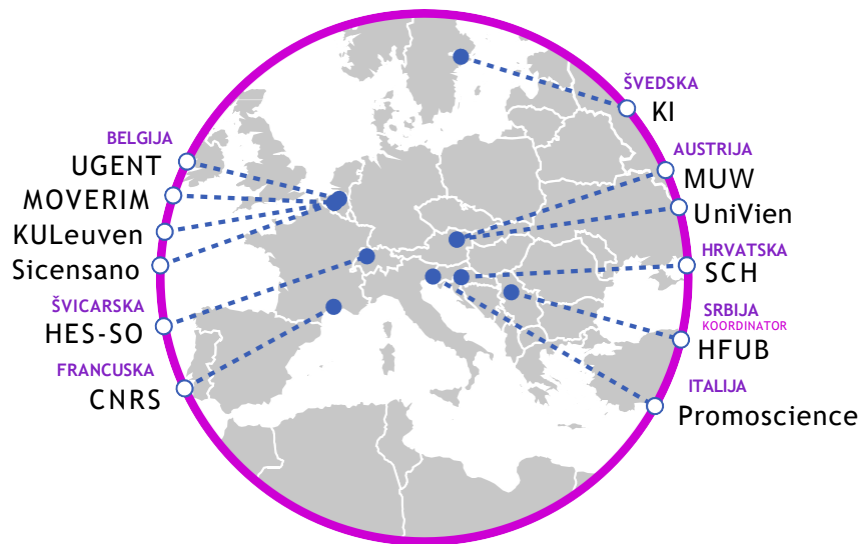 BELGIJA
UGENT
MOVERIM
KULeuven
Sicensano
ŠVICARSKA
HES-SO
FRANCUSKA
CNRS
ŠVEDSKA
KI
AUSTRIJA
MUW
UniVien
HRVATSKA
SCH
SRBIJA
KOORDINATOR
HFUB
ITALIJA
Promoscience